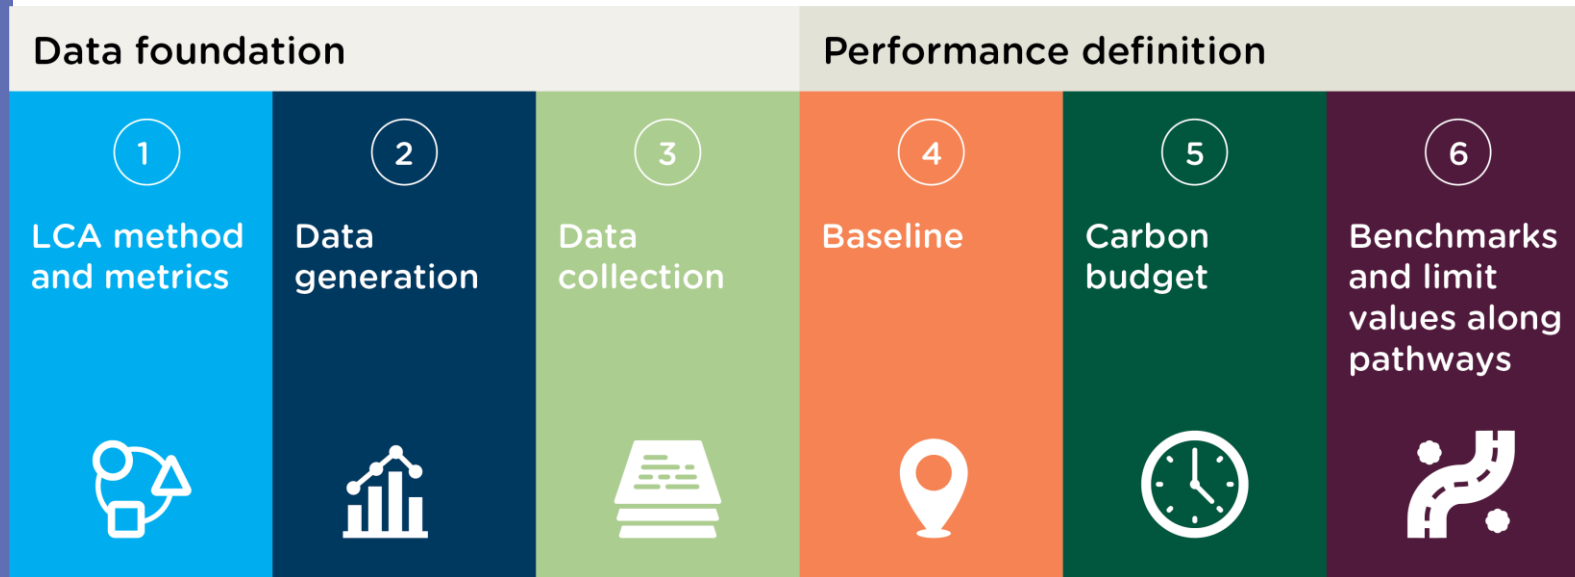 Data foundation
Performance definition
1
LCA method
and metrics
2
Data
generation
3
Data
collection
4
Baseline
5
Carbon
budget
6
Benchmarks
and limit
values along
pathways